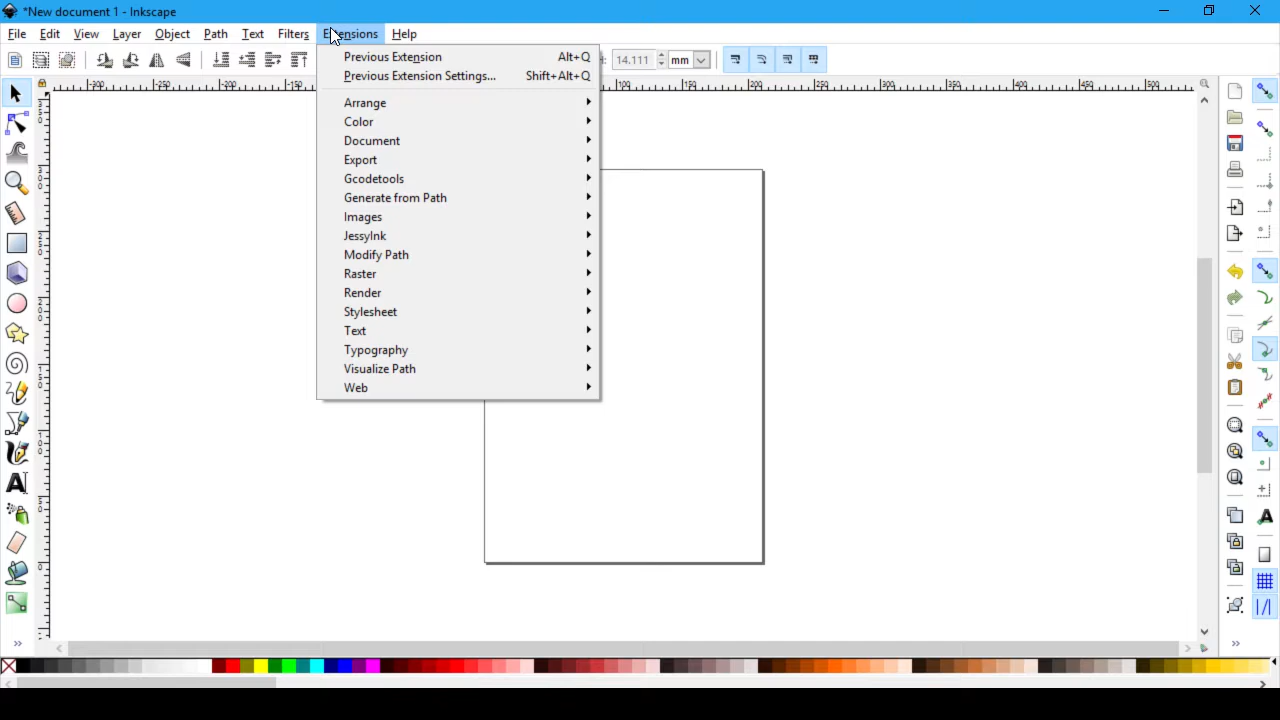 *New document 1 - Inkscape
File Edit View Layer Object Path Text Filters Extensions Help
Previous Extension Alt+Q
14.111 mm
Previous Extension Settings... Shift+Alt+Q
Arrange
Color
Document
Export
Gcodetools
Generate from Path
Images
JessyInk
Modify Path
Raster
Render
Stylesheet
Text
Typography
Visualize Path
Web